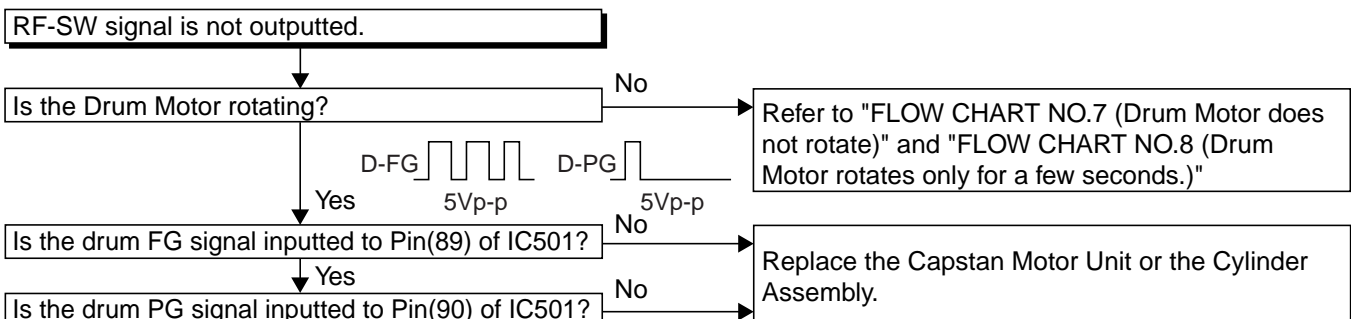 RF-SW signal is not outputted.
Is the Drum Motor rotating?
No
Refer to "FLOW CHART NO.7 (Drum Motor does
not rotate)" and "FLOW CHART NO.8 (Drum
Motor rotates only for a few seconds.)"
D-FG
D-PG
Yes
5Vp-p
5Vp-p
Is the drum FG signal inputted to Pin(89) of IC501?
No
Replace the Capstan Motor Unit or the Cylinder
Assembly.
Yes
Is the drum PG signal inputted to Pin(90) of IC501?
No